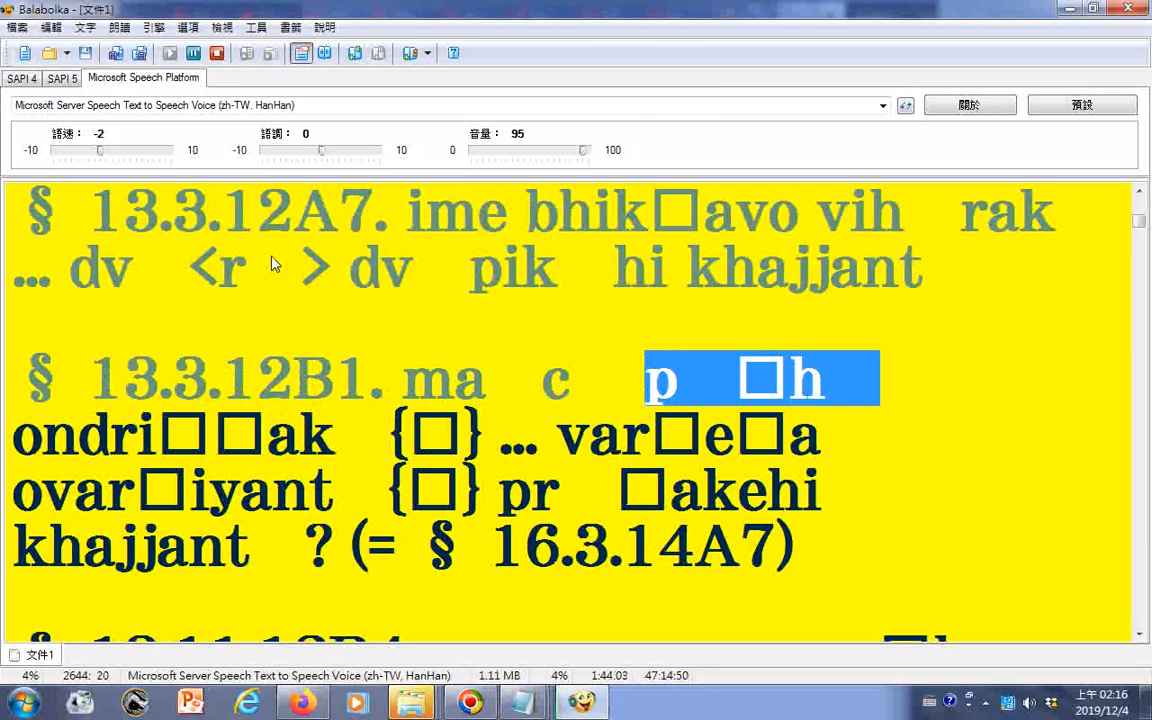 Balabolka - [文件1]
檔案 編輯 文字 朗讀 引擎 選項 檢視 工具 書籤 說明
SAPI 4 SAPI 5 Microsoft Speech Platform
Microsoft Server Speech Text to Speech Voice (zh-TW, HanHan) 關於 預設
語速： -2 語調： 0 音量： 95
-10 10 -10 10 0 100
§ 13.3.12A7. ime bhik□avo vih rak
... dv <r > dv pik hi khajjant
§ 13.3.12B1. ma c p □h
ondri□□ak {□} ... var□e□a
ovar□iyant {□} pr □akehi
khajjant ? (= § 16.3.14A7)
文件1
4% 2644: 20 Microsoft Server Speech Text to Speech Voice (zh-TW, HanHan) 1.11 MB 4% 1:44:03 47:14:50
上午 02:16
2019/12/4